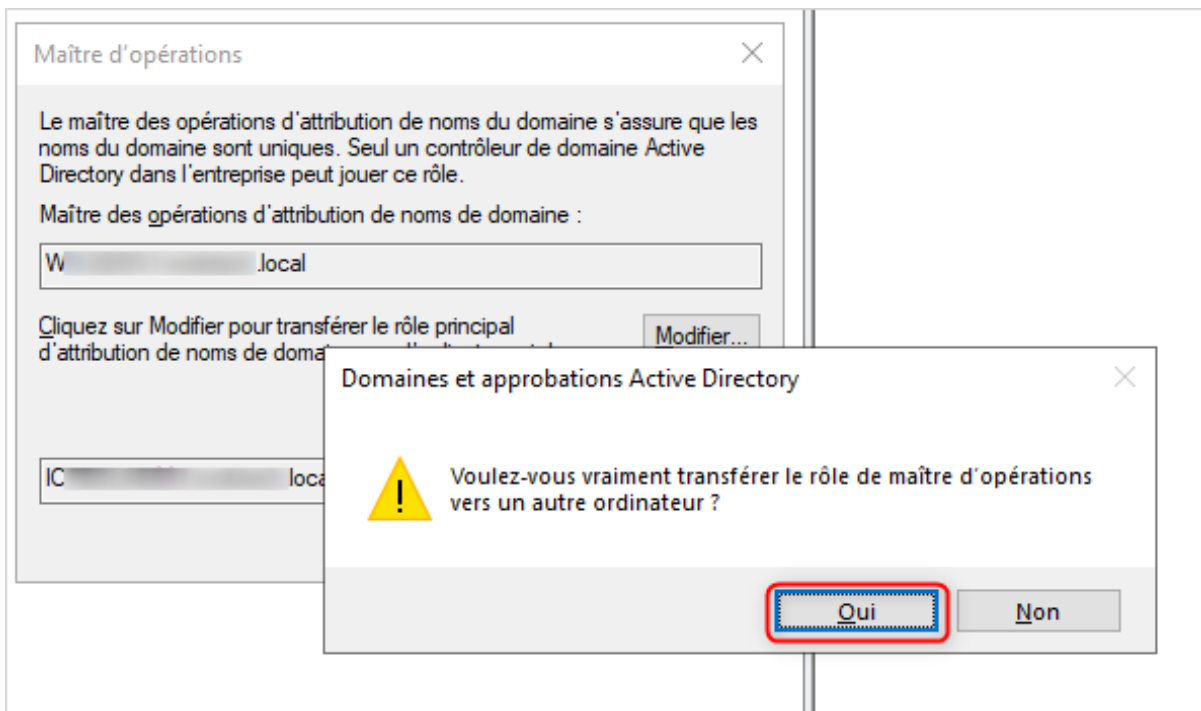 Maître d'opérations
Le maître des opérations d'attribution de noms du domaine s'assure que les
noms du domaine sont uniques. Seul un contrôleur de domaine Active
Directory dans l'entreprise peut jouer ce rôle.
Maître des opérations d'attribution de noms de domaine :
W .local
Cliquez sur Modifier pour transférer le rôle principal
d'attribution de noms de
Modifier...
Domaines et approbations Active Directory
Voulez-vous vraiment transférer le rôle de maître d'opérations
vers un autre ordinateur ?
IC
Oui
Non